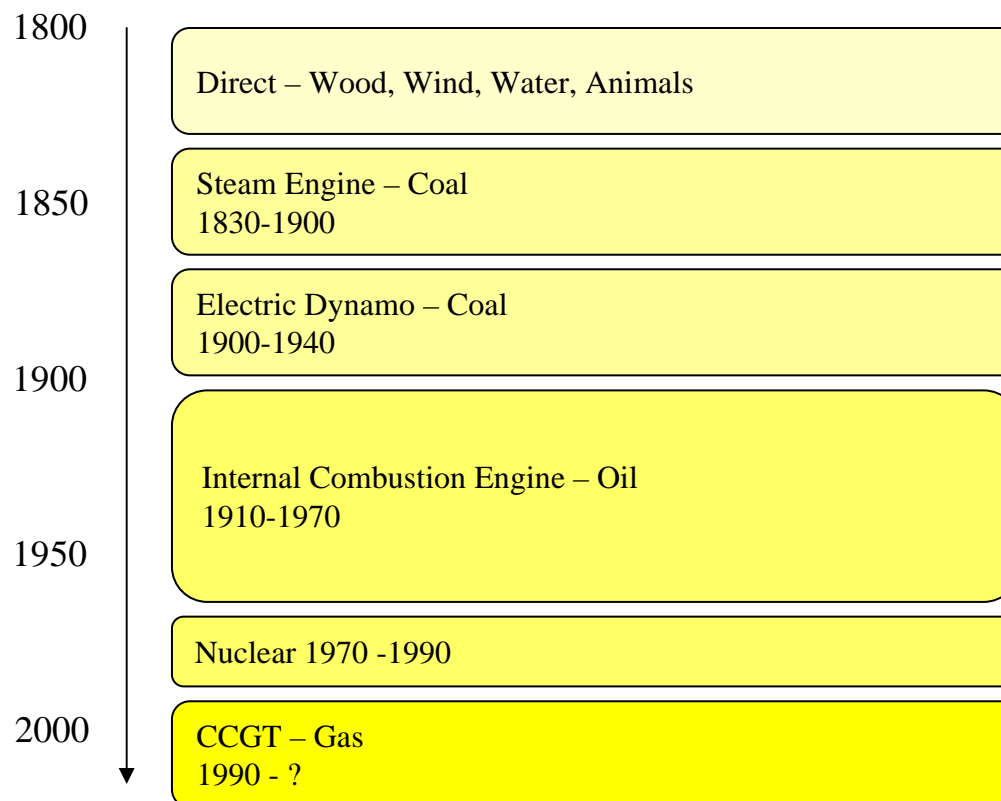 1800
Direct – Wood, Wind, Water, Animals
1850
Steam Engine – Coal
1830-1900
Electric Dynamo – Coal
1900-1940
1900
Internal Combustion Engine – Oil
1910-1970
1950
Nuclear 1970 -1990
2000
CCGT – Gas
1990 - ?